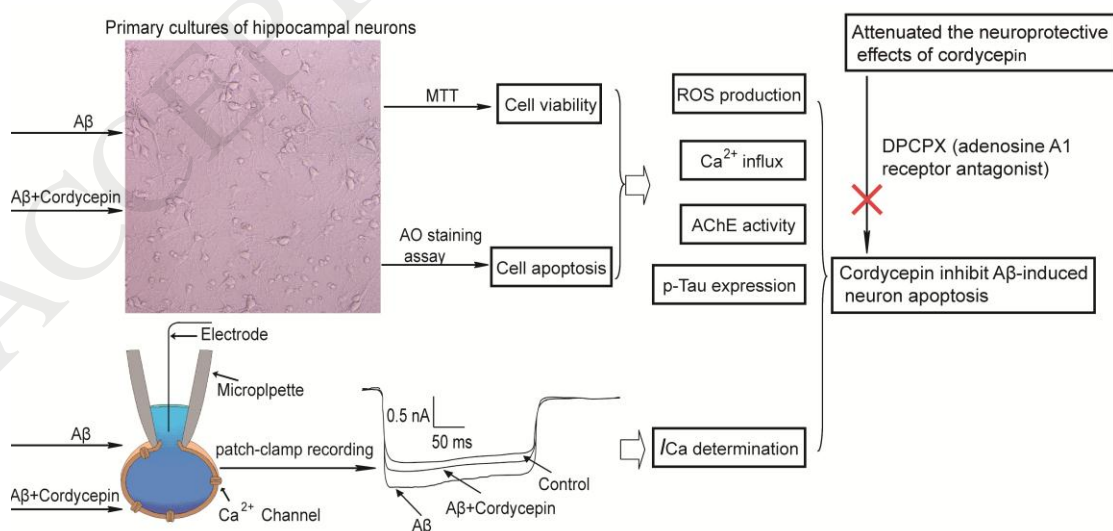 Primary cultures of hippocampal neurons
Aβ
Aβ+Cordycepin
MTT
Cell viability
AO staining
assay
Cell apoptosis
ROS production
Ca²⁺ influx
AChE activity
p-Tau expression
Attenuated the neuroprotective
effects of cordycepin
DPCPX (adenosine A1
receptor antagonist)
Cordycepin inhibit Aβ-induced
neuron apoptosis
Electrode
Microplpette
Aβ
Aβ+Cordycepin
Ca²⁺ Channel
patch-clamp recording
0.5 nA
50 ms
Control
Aβ+Cordycepin
Aβ
ICa determination